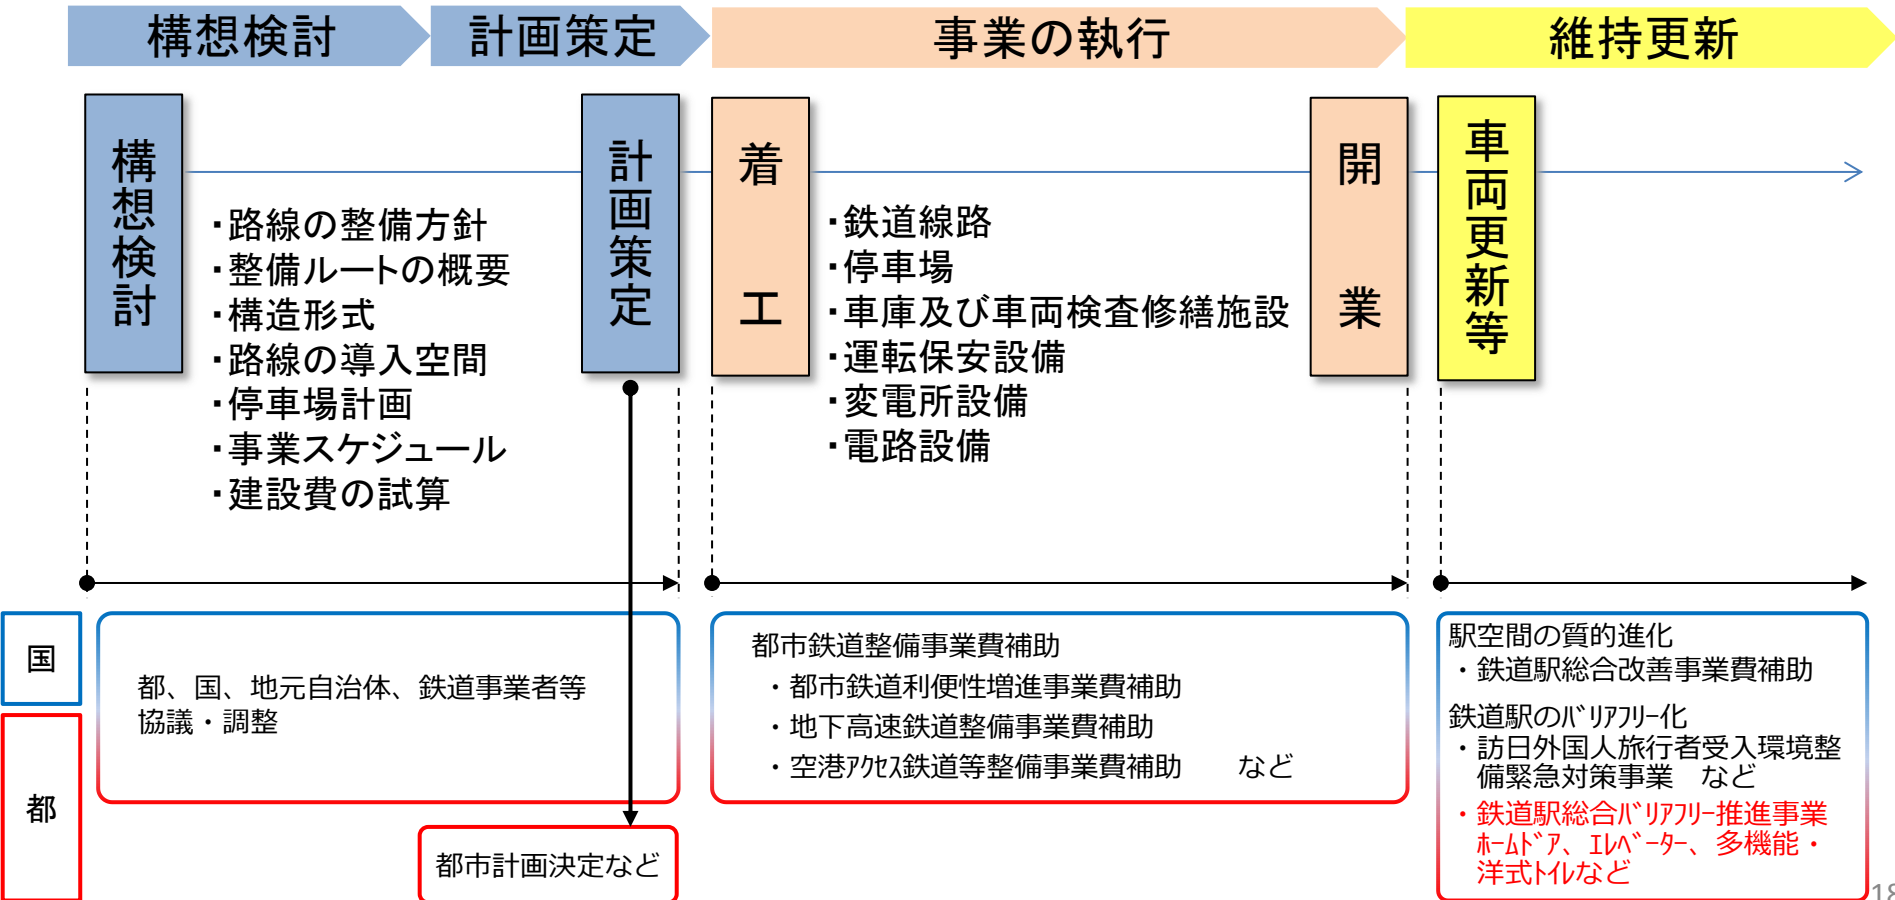 構想検討
計画策定
事業の執行
維持更新
構想検討
計画策定
着工
開業
車両更新等
・路線の整備方針
・整備ルートの概要
・構造形式
・路線の導入空間
・停車場計画
・事業スケジュール
・建設費の試算
・鉄道線路
・停車場
・車庫及び車両検査修繕施設
・運転保安設備
・変電所設備
・電路設備
国
都
都、国、地元自治体、鉄道事業者等
協議・調整
都市計画決定など
都市鉄道整備事業費補助
・都市鉄道利便性増進事業費補助
・地下高速鉄道整備事業費補助
・空港ｱｸｾｽ鉄道等整備事業費補助　　など
駅空間の質的進化
・鉄道駅総合改善事業費補助
鉄道駅のﾊﾞﾘｱﾌﾘｰ化
・訪日外国人旅行者受入環境整
備緊急対策事業　など
・鉄道駅総合ﾊﾞﾘｱﾌﾘｰ推進事業
ﾎｰﾑﾄﾞｱ、ｴﾚﾍﾞｰﾀｰ、多機能・
洋式ﾄｲﾚなど
18